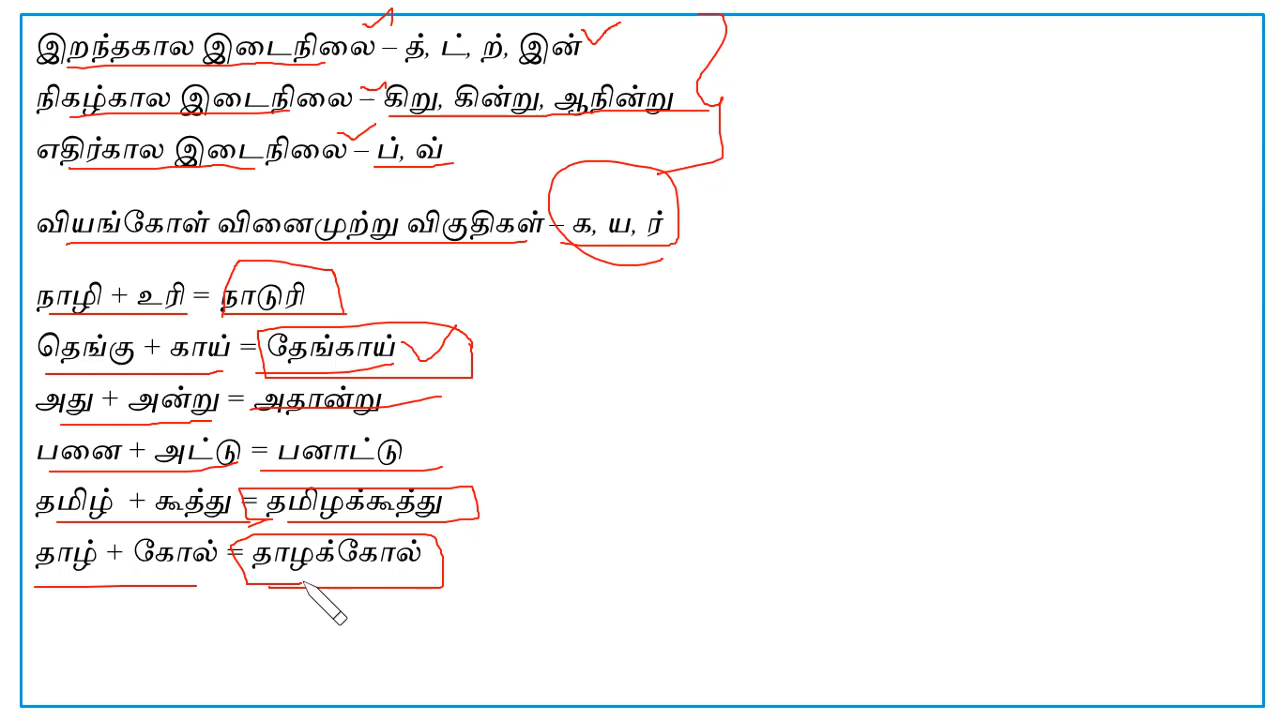 இறந்தகால இடைநிலை – த், ட், ற், இன்
நிகழ்கால இடைநிலை – கிறு, கின்று, ஆநின்று
எதிர்கால இடைநிலை – ப், வ்
வியங்கோள் வினைமுற்று விகுதிகள் – க, ய, ர்
நாழி + உரி = நாடுரி
தெங்கு + காய் = தேங்காய்
அது + அன்று = அதான்று
பனை + அட்டு = பனாட்டு
தமிழ் + கூத்து = தமிழக்கூத்து
தாழ் + கோல் = தாழக்கோல்